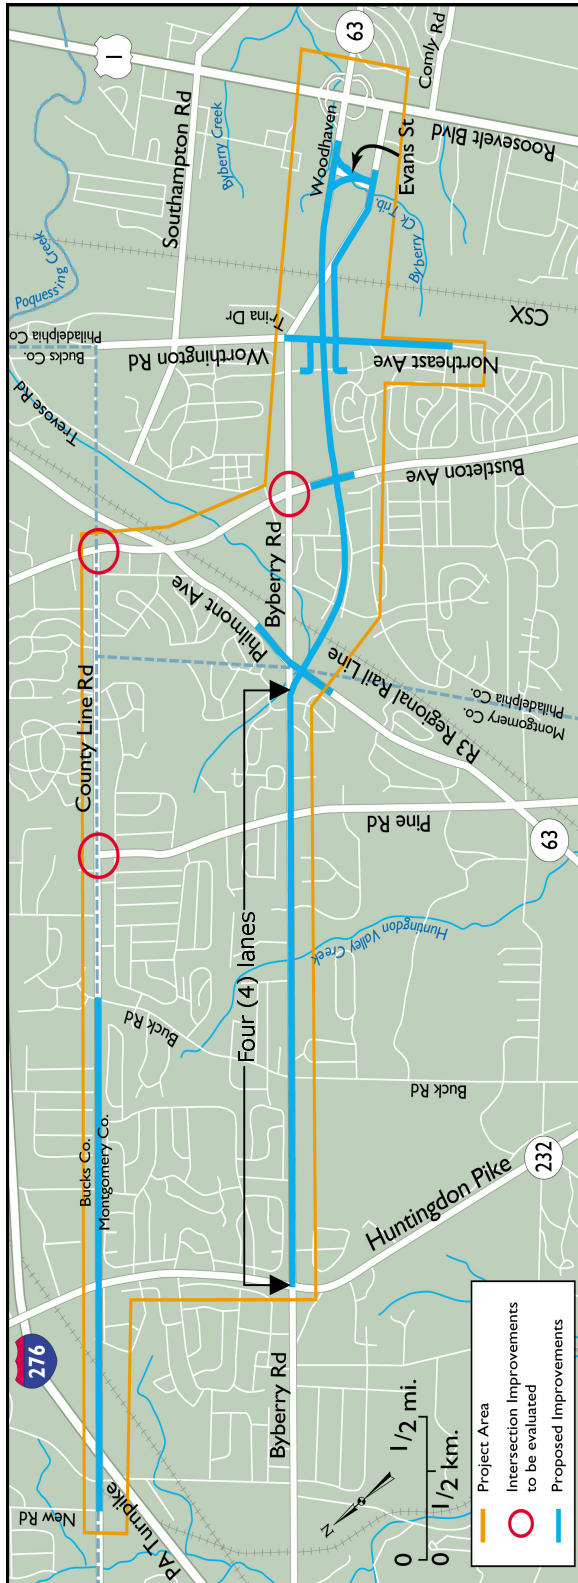 63
1
Comly Rd
Roosevelt Blvd
Woodhaven
Evans St
Southampton Rd
Byberry Creek
Poquessing Creek
Byberry
Ck Trib.
CSX
Trina Dr
Philadelphia Co.
Bucks Co.
Worthington Rd
Northeast Ave
Trevose Rd
Bustleton Ave
Byberry Rd
Philmont Ave
County Line Rd
R3 Regional Rail Line
Philadelphia Co.
Montgomery Co.
Pine Rd
63
Four (4) lanes
Huntingdon Valley Creek
Buck Rd
Buck Rd
Bucks Co.
Montgomery Co.
232
Huntingdon Pike
276
Byberry Rd
PA Turnpike
New Rd
N
0
1/2 mi.
0
1/2 km.
Project Area
Intersection Improvements
to be evaluated
Proposed Improvements